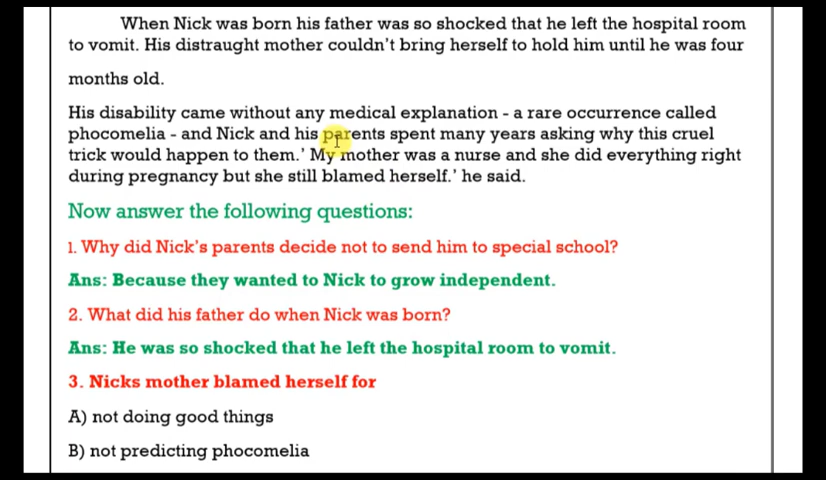 When Nick was born his father was so shocked that he left the hospital room
to vomit. His distraught mother couldn't bring herself to hold him until he was four
months old.
His disability came without any medical explanation - a rare occurrence called
phocomelia - and Nick and his parents spent many years asking why this cruel
trick would happen to them.' My mother was a nurse and she did everything right
during pregnancy but she still blamed herself.' he said.
Now answer the following questions:
1. Why did Nick's parents decide not to send him to special school?
Ans: Because they wanted to Nick to grow independent.
2. What did his father do when Nick was born?
Ans: He was so shocked that he left the hospital room to vomit.
3. Nicks mother blamed herself for
A) not doing good things
B) not predicting phocomelia